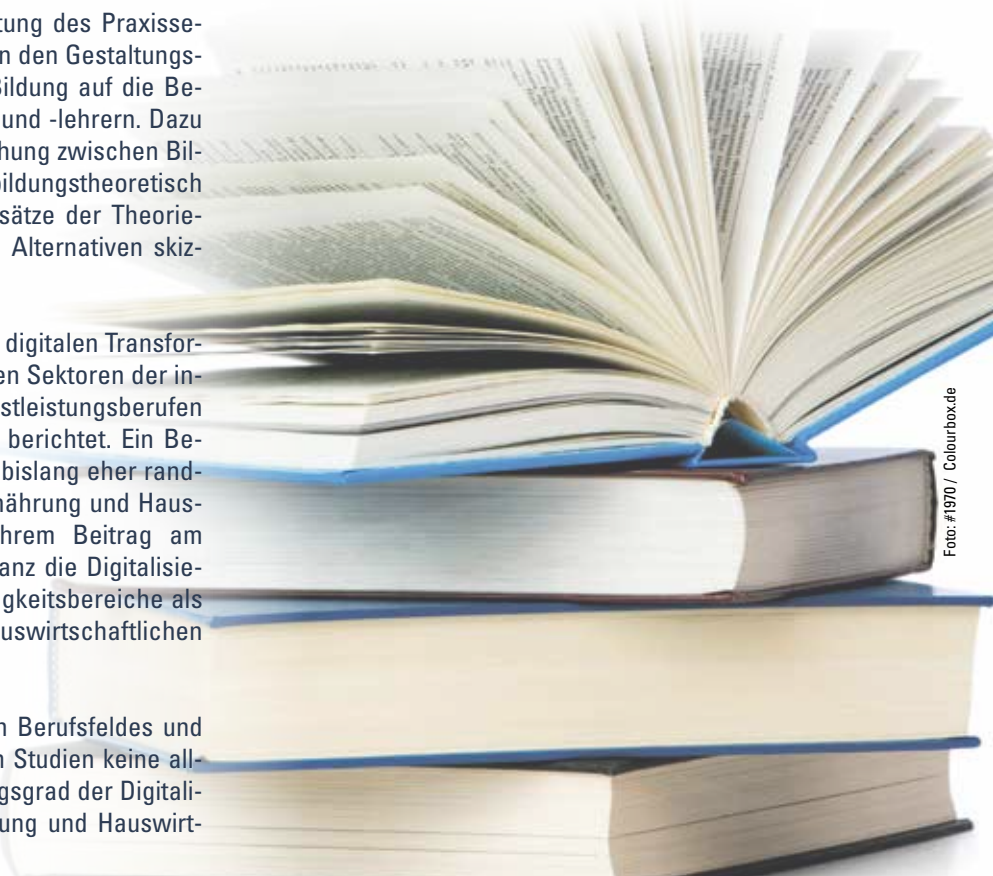 tung des Praxisse-
n den Gestaltungs-
Bildung auf die Be-
und -lehrern. Dazu
hung zwischen Bil-
bildungstheoretisch
sätze der Theorie-
Alternativen skiz-
digitalen Transfor-
en Sektoren der in-
stleistungsberufen
berichtet. Ein Be-
bislang eher rand-
nährung und Haus-
hrem Beitrag am
anz die Digitalisie-
igkeitsbereiche als
auswirtschaftlichen
n Berufsfeldes und
n Studien keine all-
gsgrad der Digitali-
ung und Hauswirt-
Foto: #1970 / Colourbox.de